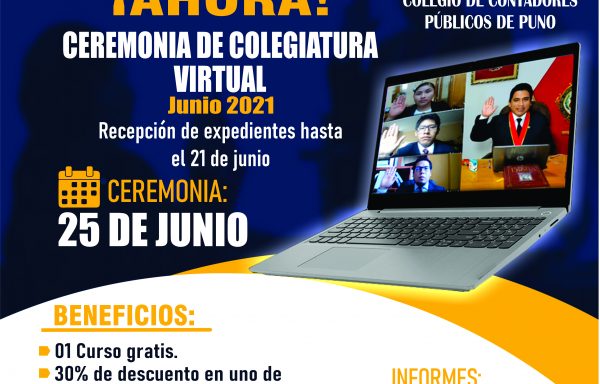 ¡AHORA!
COLEGIO DE CONTADORES
PÚBLICOS DE PUNO
CEREMONIA DE COLEGIATURA
VIRTUAL
Junio 2021
Recepción de expedientes hasta
el 21 de junio
CEREMONIA:
25 DE JUNIO
BENEFICIOS:
01 Curso gratis.
30% de descuento en uno de
INFORMES: